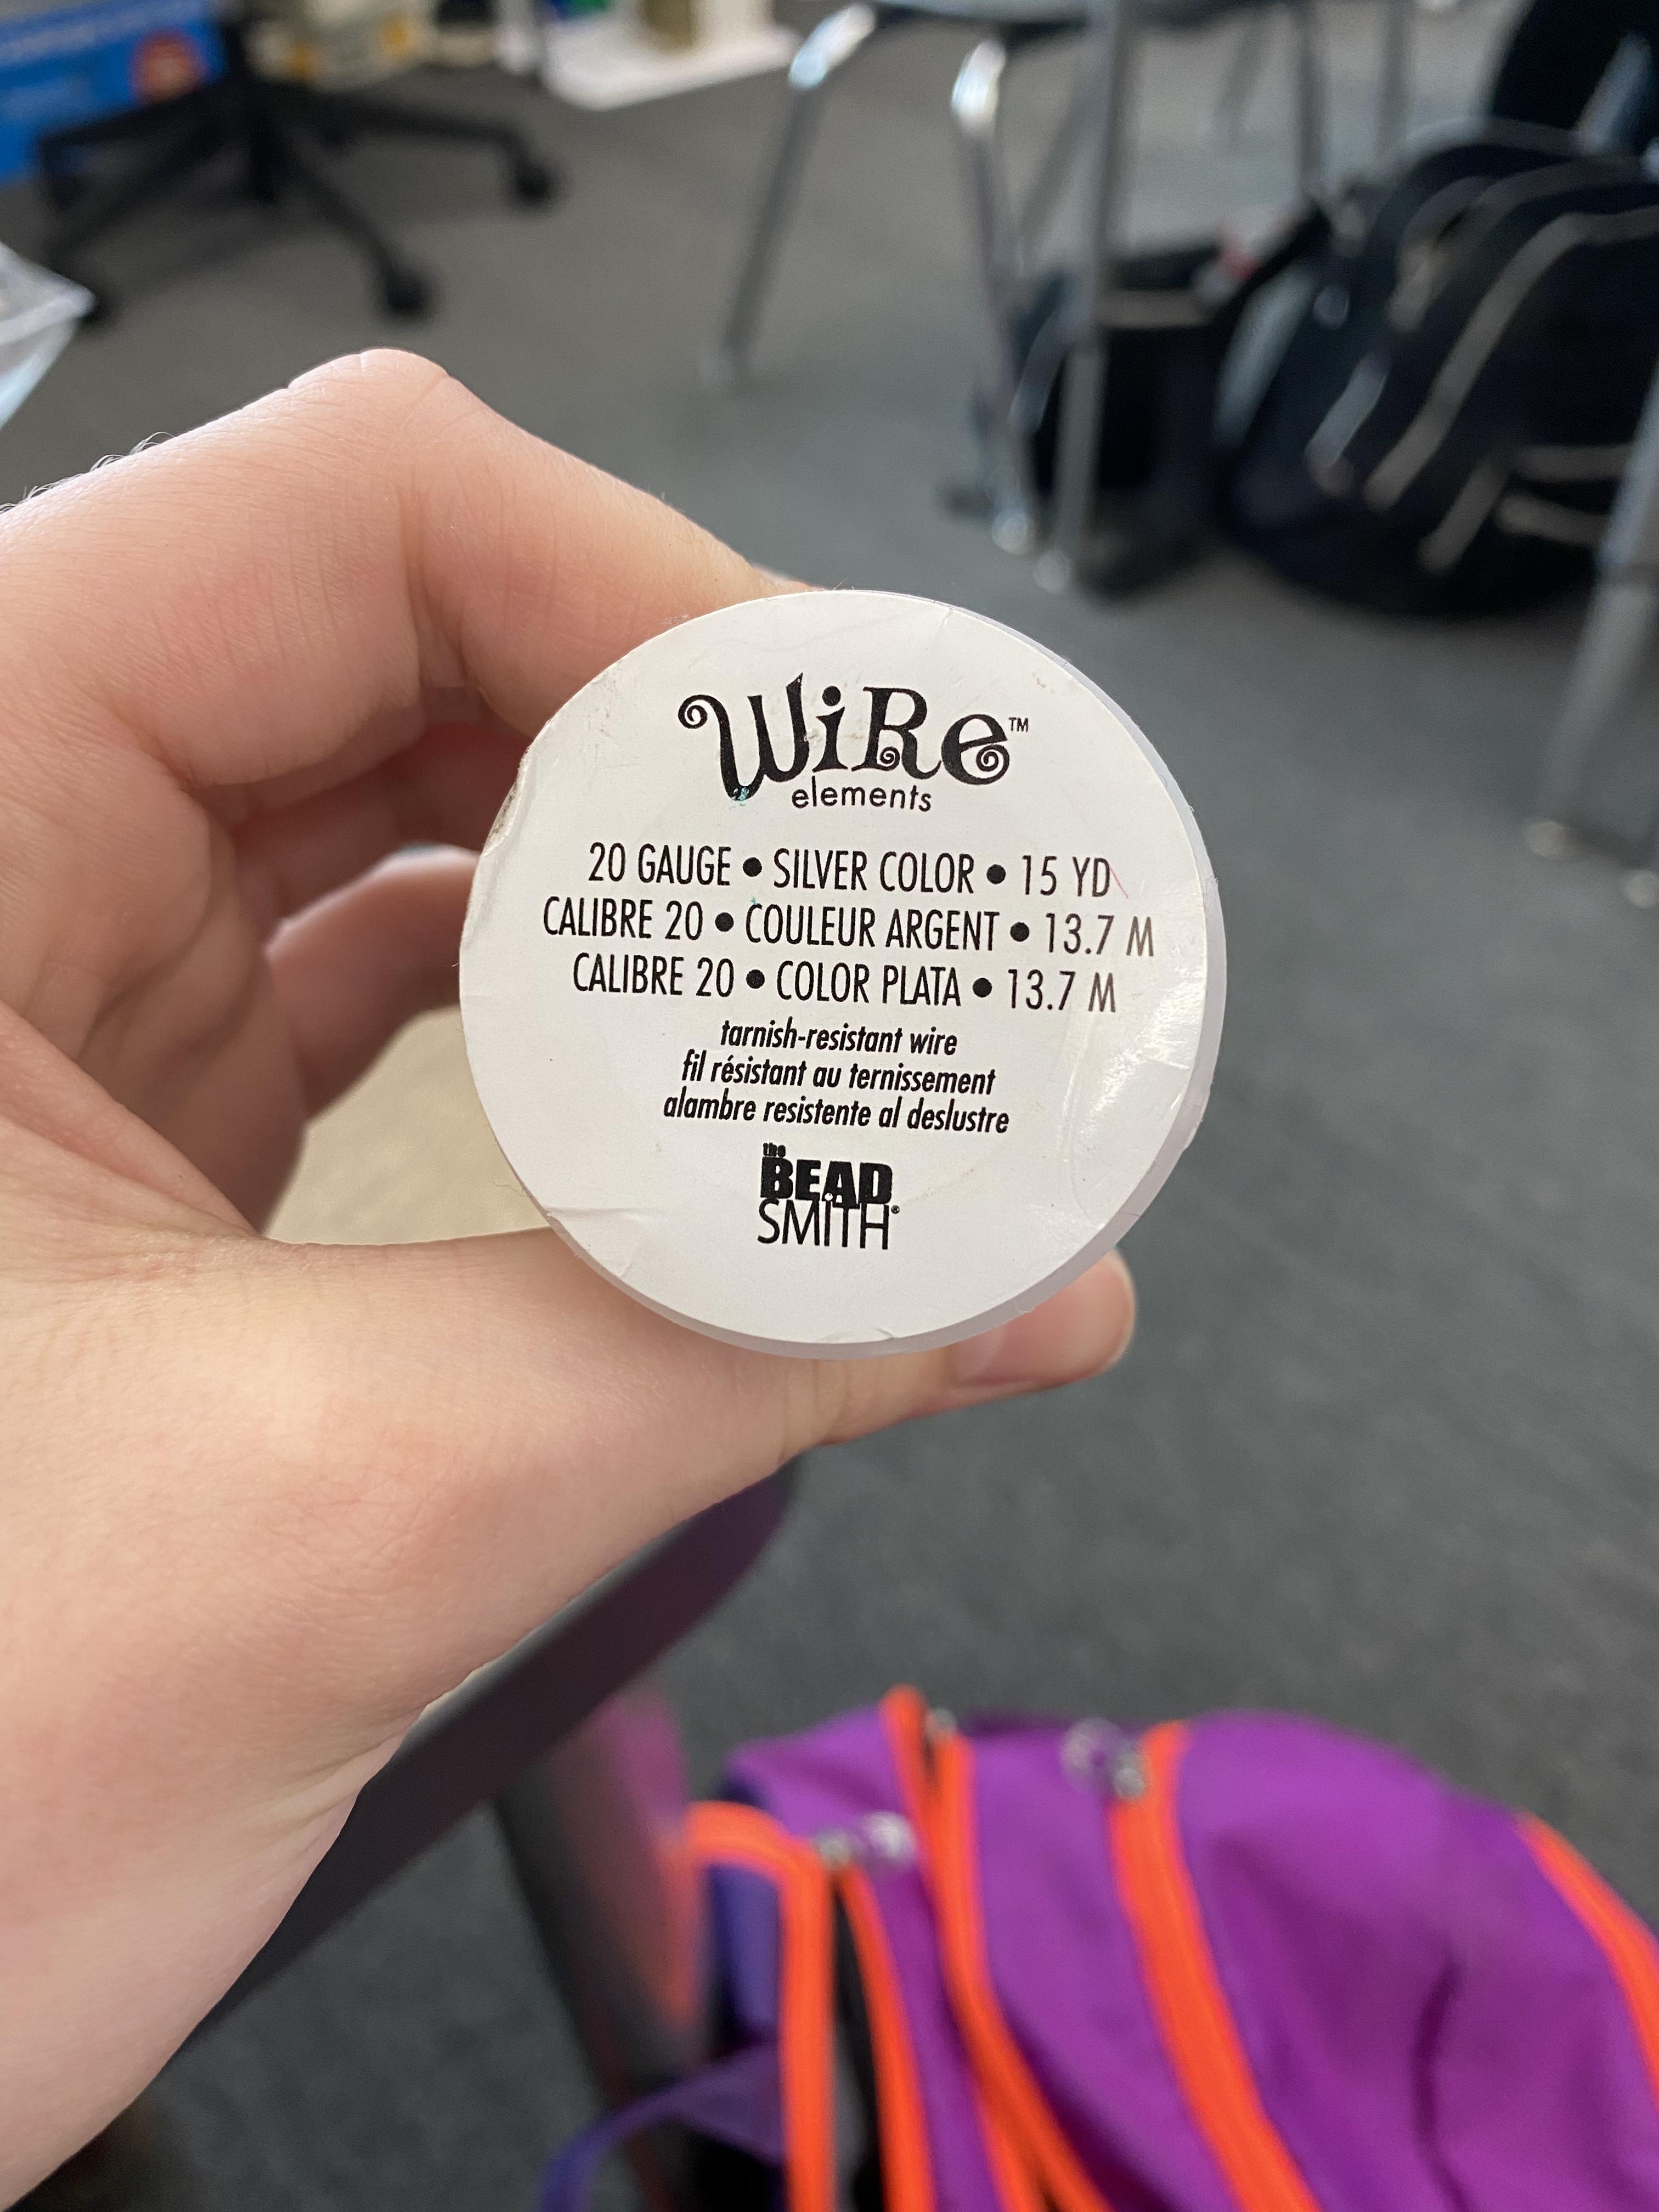 WiRe™
elements
20 GAUGE • SILVER COLOR • 15 YD
CALIBRE 20 • COULEUR ARGENT • 13.7 M
CALIBRE 20 • COLOR PLATA • 13.7 M
tarnish-resistant wire
fil résistant au ternissement
alambre resistente al deslustre
the
BEAD
SMITH®